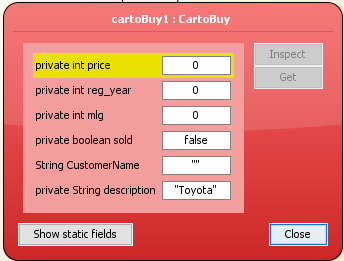 cartoBuy1 : CartoBuy
private int price 0
Inspect
private int reg_year 0
Get
private int mlg 0
private boolean sold false
String CustomerName ""
private String description "Toyota"
Show static fields Close